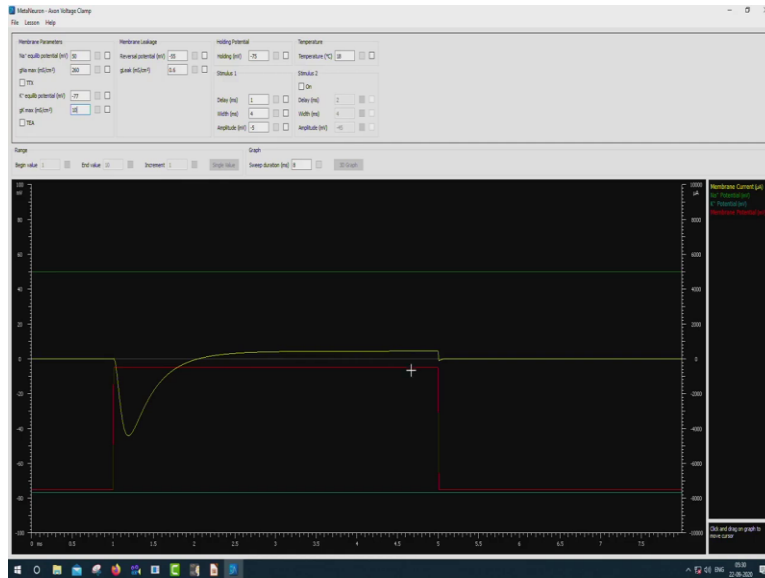 MetaNeuron - Axon Voltage Clamp
File Lesson Help
Membrane Parameters
Membrane Leakage
Holding Potential
Temperature
Na⁺ equilib potential (mV) 50
Reversal potential (mV) -55
Holding (mV) -75
Temperature (°C) 18
gNa max (mS/cm²) 260
gLeak (mS/cm²) 0.6
Stimulus 1
Stimulus 2
TTX
On
K⁺ equilib potential (mV) -77
Delay (ms) 1
Delay (ms)
gK max (mS/cm²) 10
Width (ms) 4
Width (ms) 4
TEA
Amplitude (mV) -5
Amplitude (mV)
Range
Graph
Begin value 1
End value 10
Increment 1
Single Value
Sweep duration (ms) 8
3D Graph
100
mV
80
60
40
20
0
-20
-40
-60
-80
-100
10000
µA
8000
6000
4000
2000
0
-2000
-4000
-6000
-8000
-10000
0 ms 0.5 1 1.5 2 2.5 3 3.5 4 4.5 5 5.5 6 6.5 7 7.5
Membrane Current (µA)
Na⁺ Potential (mV)
K⁺ Potential (mV)
Membrane Potential (mV)
Click and drag on graph to
move cursor
ENG
05:30
22-09-2020